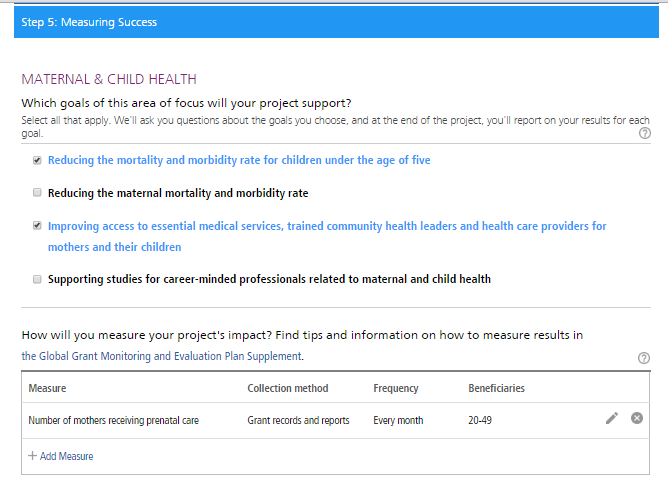 Step 5: Measuring Success
MATERNAL & CHILD HEALTH
Which goals of this area of focus will your project support?
Select all that apply. We'll ask you questions about the goals you choose, and at the end of the project, you'll report on your results for each
goal.
?
Reducing the mortality and morbidity rate for children under the age of five
Reducing the maternal mortality and morbidity rate
Improving access to essential medical services, trained community health leaders and health care providers for
mothers and their children
Supporting studies for career-minded professionals related to maternal and child health
How will you measure your project's impact? Find tips and information on how to measure results in
the Global Grant Monitoring and Evaluation Plan Supplement.
?
Measure Collection method Frequency Beneficiaries
Number of mothers receiving prenatal care Grant records and reports Every month 20-49
+ Add Measure